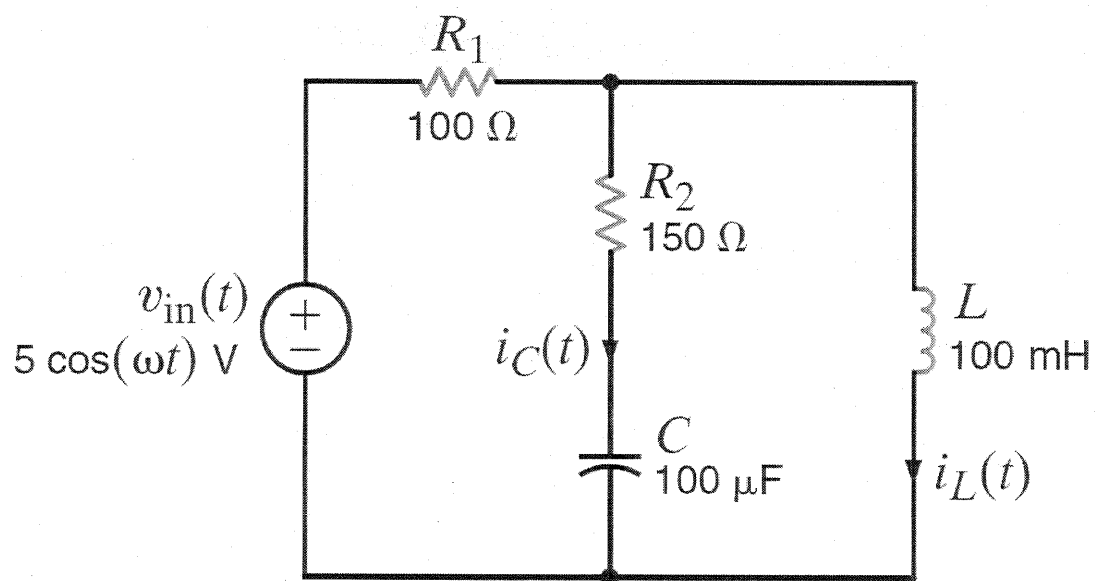 R1
100 Ω
R2
150 Ω
vin(t)
5 cos(ωt) V
+
−
iC(t)
L
100 mH
C
100 μF
iL(t)